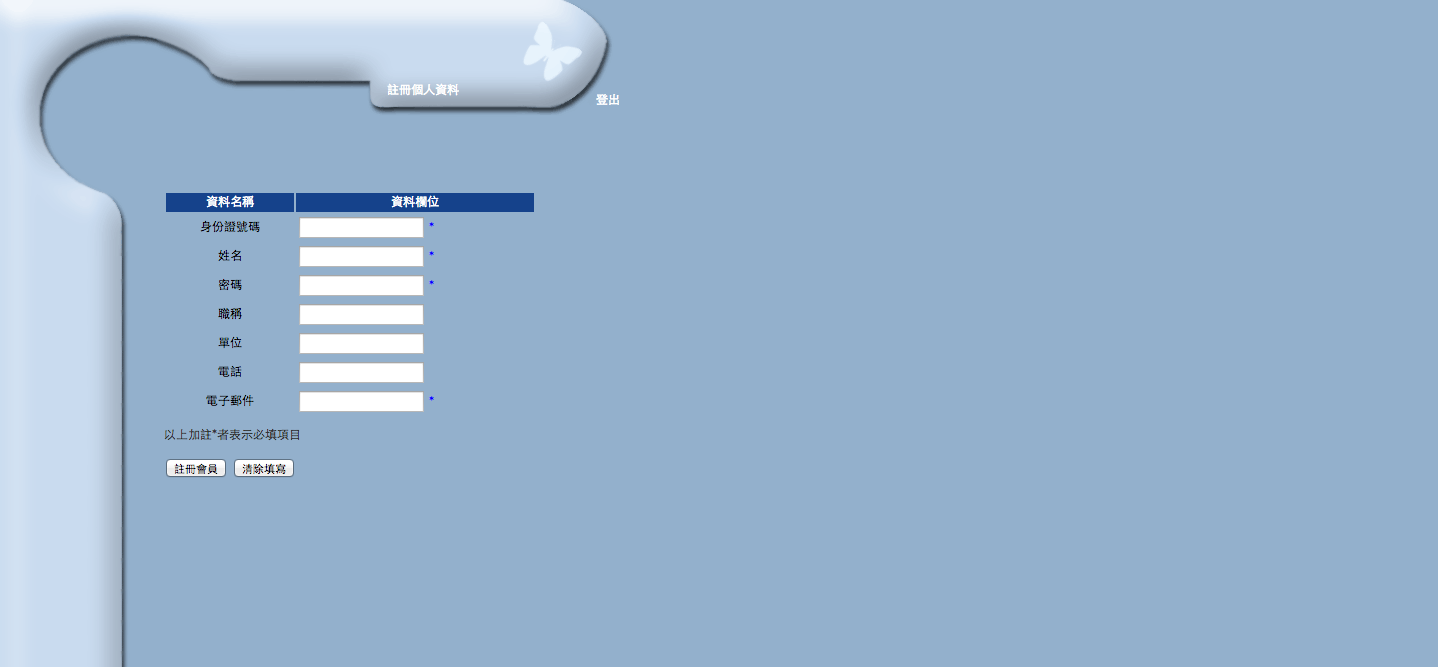 註冊個人資料
登出
資料名稱 資料欄位
身份證號碼 *
姓名 *
密碼 *
職稱
單位
電話
電子郵件 *
以上加註*者表示必填項目
註冊會員 清除填寫